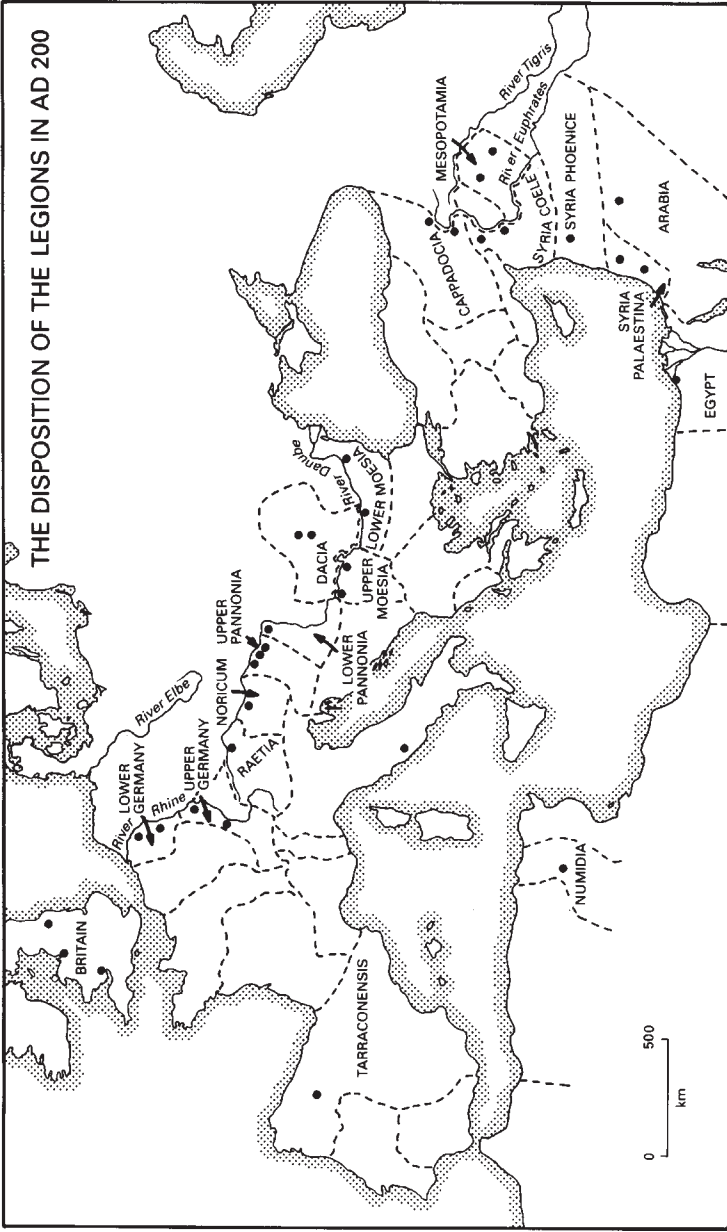 THE DISPOSITION OF THE LEGIONS IN AD 200
BRITAIN
River Elbe
LOWER
GERMANY
River Rhine
UPPER
GERMANY
NORICUM
UPPER
PANNONIA
RAETIA
LOWER
PANNONIA
DACIA
UPPER
MOESIA
River Danube
LOWER MOESIA
TARRACONENSIS
NUMIDIA
CAPPADOCIA
MESOPOTAMIA
River Tigris
River Euphrates
SYRIA COELE
SYRIA PHOENICE
ARABIA
SYRIA
PALAESTINA
EGYPT
0 500
km